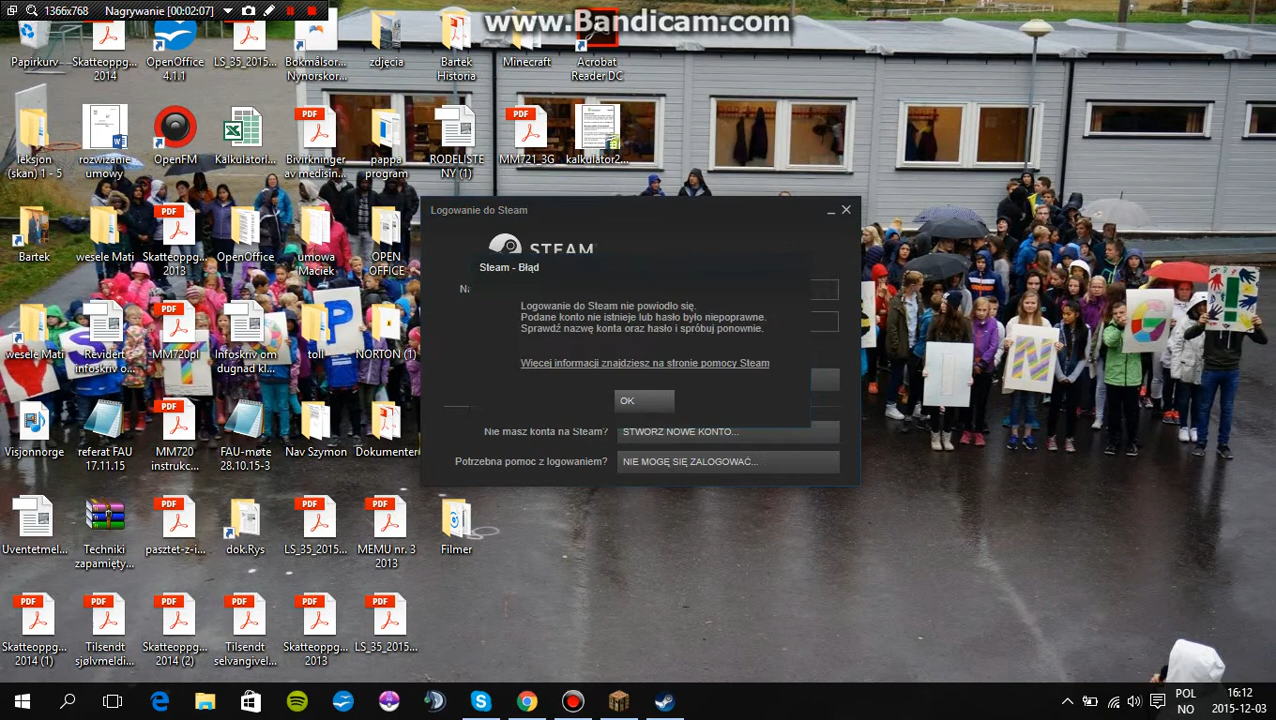 1366x768 Nagrywanie [00:02:07]
www.Bandicam.com
Papirkurv
Skatteoppg...
2014
OpenOffice
4.1.1
LS_35_2015...
Bokmålsor...
Nynorskor...
zdjęcia
Bartek
Historia
Minecraft
Acrobat
Reader DC
leksjon
(skan) 1 - 5
rozwizanie
umowy
OpenFM
Kalkulatorl...
Bivirkninger
av medisin...
pappa
program
RODELISTE
NY (1)
MM721_3G
kalkulator2...
Bartek
wesele Mati
Skatteoppg...
2013
OpenOffice
umowa
Maciek
OPEN
OFFICE
wesele Mati
Revidert
infoskriv o...
MM720pl
Infoskriv om
dugnad kl...
toll
NORTON (1)
Visjonnorge
referat FAU
17.11.15
MM720
instrukc...
FAU-møte
28.10.15-3
Nav Szymon
Dokumenter
Uventetmel...
Techniki
zapamięty...
pasztet-z-i...
dok.Rys
LS_35_2015...
MEMU nr. 3
2013
Filmer
Skatteoppg...
2014 (1)
Tilsendt
sjølvmeldi...
Skatteoppg...
2014 (2)
Tilsendt
selvangivel...
Skatteoppg...
2013
LS_35_2015...
Logowanie do Steam
STEAM
Steam - Błąd
Logowanie do Steam nie powiodło się.
Podane konto nie istnieje lub hasło było niepoprawne.
Sprawdź nazwę konta oraz hasło i spróbuj ponownie.
Więcej informacji znajdziesz na stronie pomocy Steam
OK
Nie masz konta na Steam? STWÓRZ NOWE KONTO...
Potrzebna pomoc z logowaniem? NIE MOGĘ SIĘ ZALOGOWAĆ...
POL
NO
16:12
2015-12-03